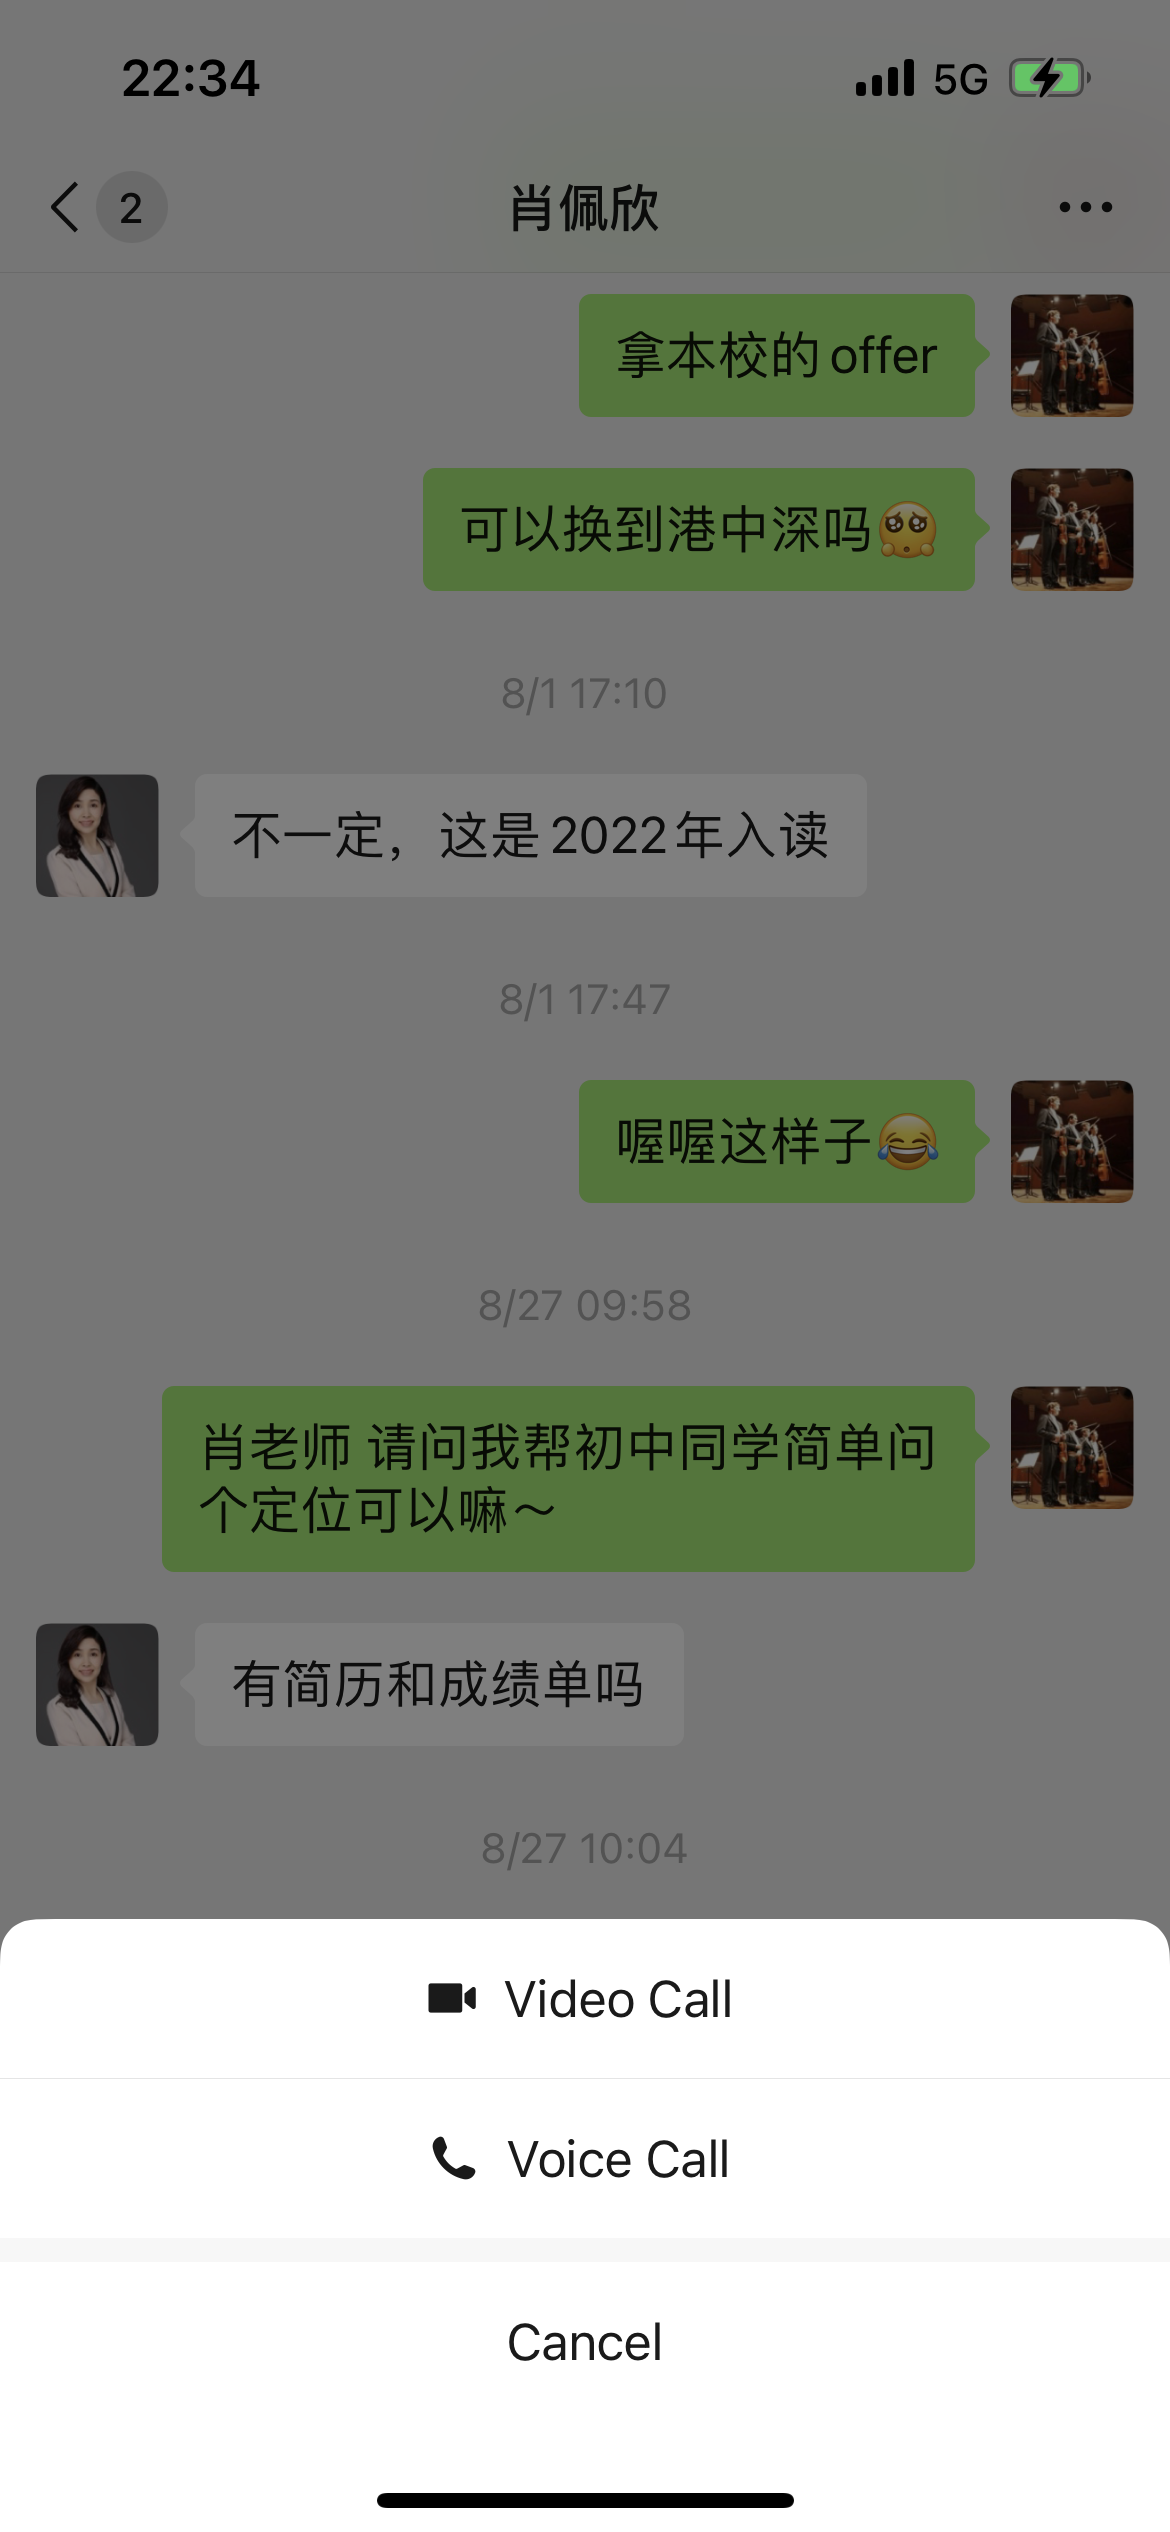 22:34
5G
2
肖佩欣
拿本校的offer
可以换到港中深吗🥺
8/1 17:10
不一定，这是2022年入读
8/1 17:47
喔喔这样子😂
8/27 09:58
肖老师 请问我帮初中同学简单问
个定位可以嘛～
有简历和成绩单吗
8/27 10:04
Video Call
Voice Call
Cancel